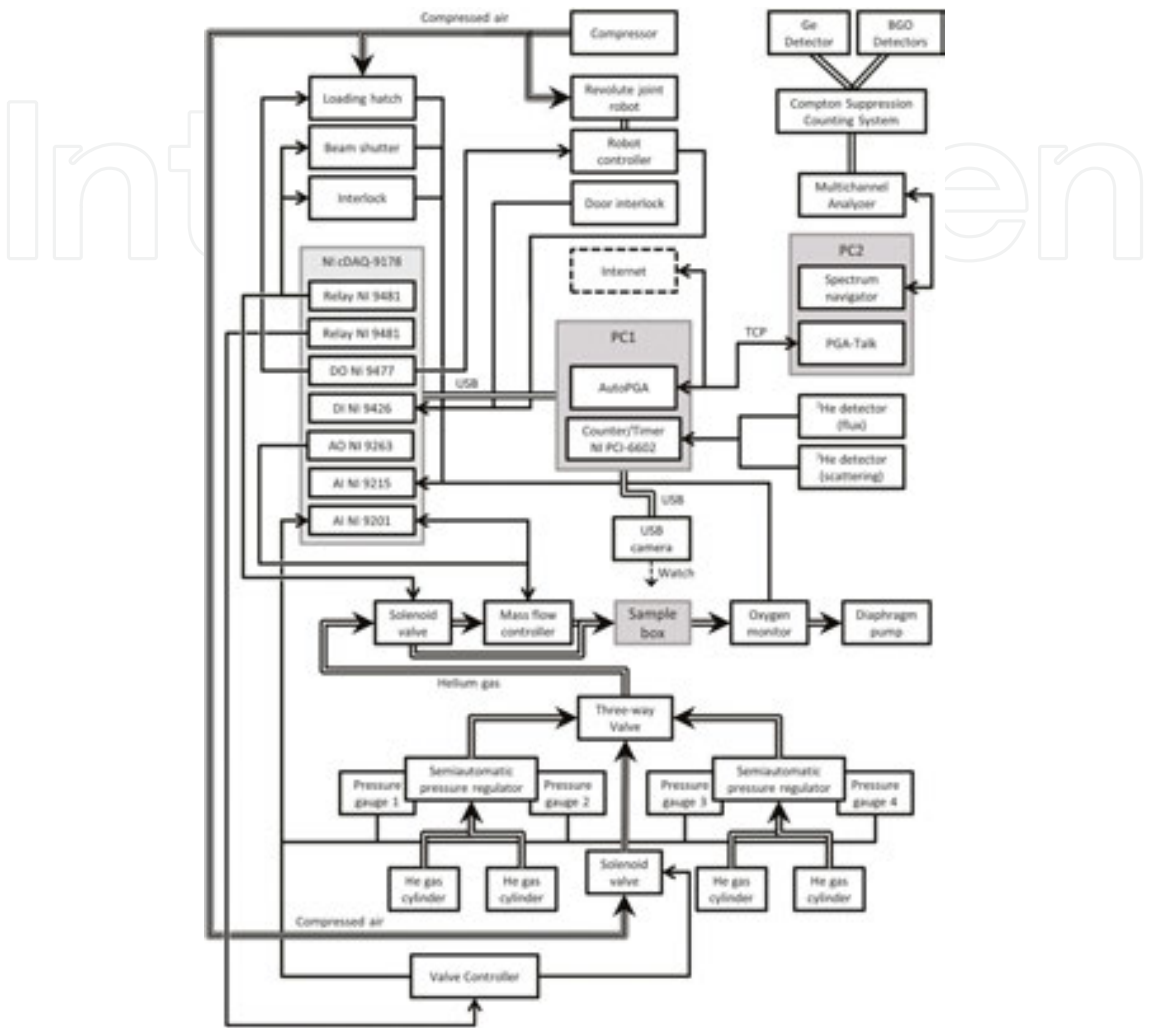 Compressed air
Compressor
Ge
Detector
BGO
Detectors
Loading hatch
Revolute joint
robot
Compton Suppression
Counting System
Beam shutter
Robot
controller
Interlock
Door interlock
Multichannel
Analyzer
NI cDAQ-9178
Internet
PC2
Relay NI 9481
Spectrum
navigator
Relay NI 9481
PC1
TCP
PGA-Talk
DO NI 9477
USB
AutoPGA
DI NI 9426
³He detector
(flux)
AO NI 9263
Counter/Timer
NI PCI-6602
³He detector
(scattering)
AI NI 9215
USB
AI NI 9201
USB
camera
Watch
Solenoid
valve
Mass flow
controller
Sample
box
Oxygen
monitor
Diaphragm
pump
Helium gas
Three-way
Valve
Pressure
gauge 1
Semiautomatic
pressure regulator
Pressure
gauge 2
Pressure
gauge 3
Semiautomatic
pressure regulator
Pressure
gauge 4
He gas
cylinder
He gas
cylinder
Solenoid
valve
He gas
cylinder
He gas
cylinder
Compressed air
Valve Controller
Int
en